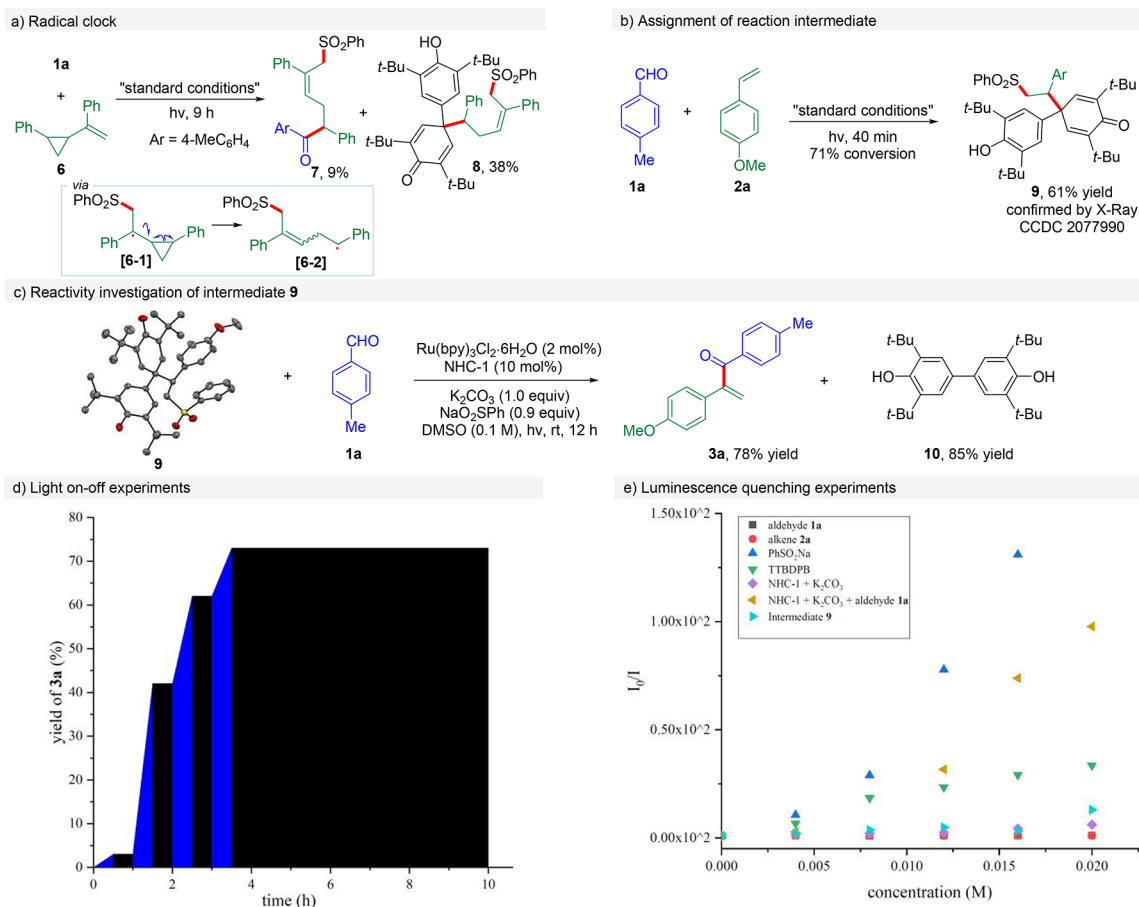 a) Radical clock
1a
+
Ph
Ph
6
"standard conditions"
hv, 9 h
Ar = 4-MeC6H4
SO2Ph
Ph
Ar
Ph
O
7, 9%
+
HO
t-Bu
t-Bu
SO2Ph
Ph
Ph
t-Bu
O
t-Bu
8, 38%
via
PhO2S
Ph
Ph
[6-1]
PhO2S
Ph
Ph
[6-2]
b) Assignment of reaction intermediate
CHO
Me
1a
+
OMe
2a
"standard conditions"
hv, 40 min
71% conversion
PhO2S
Ar
t-Bu
t-Bu
O
HO
t-Bu
t-Bu
9, 61% yield
confirmed by X-Ray
CCDC 2077990
c) Reactivity investigation of intermediate 9
9
+
CHO
Me
1a
Ru(bpy)3Cl2·6H2O (2 mol%)
NHC-1 (10 mol%)
K2CO3 (1.0 equiv)
NaO2SPh (0.9 equiv)
DMSO (0.1 M), hv, rt, 12 h
Me
O
MeO
3a, 78% yield
+
t-Bu
t-Bu
HO
OH
t-Bu
t-Bu
10, 85% yield
d) Light on-off experiments
yield of 3a (%)
80
70
60
50
40
30
20
10
0
0 2 4 6 8 10
time (h)
e) Luminescence quenching experiments
I0/I
1.50x10^2
1.00x10^2
0.50x10^2
0.00x10^2
aldehyde 1a
alkene 2a
PhSO2Na
TTBDPB
NHC-1 + K2CO3
NHC-1 + K2CO3 + aldehyde 1a
Intermediate 9
0.000 0.005 0.010 0.015 0.020
concentration (M)